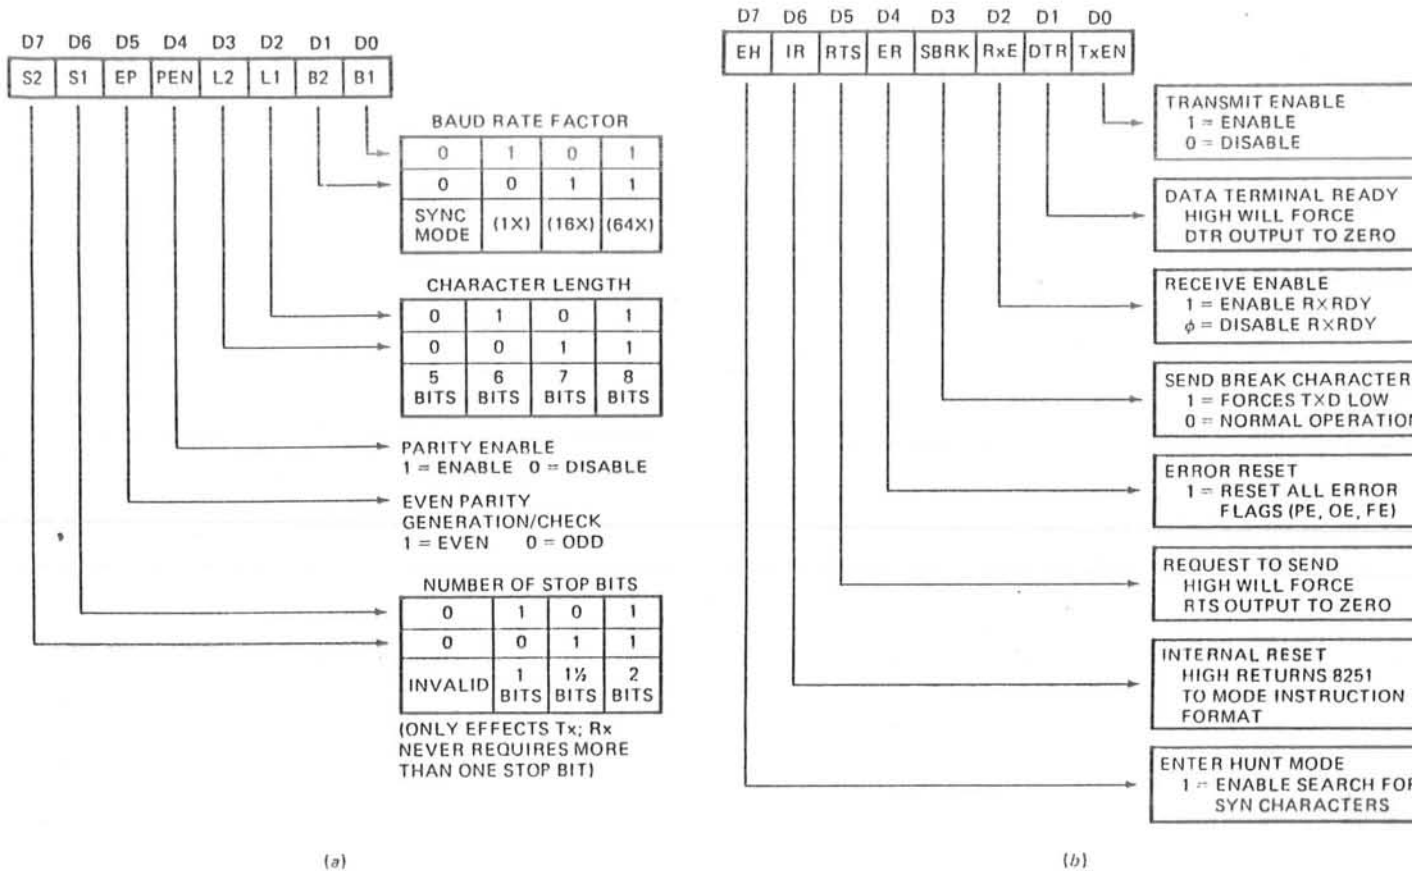 D7 D6 D5 D4 D3 D2 D1 D0
S2 S1 EP PEN L2 L1 B2 B1
BAUD RATE FACTOR
0 1 0 1
0 0 1 1
SYNC MODE (1X) (16X) (64X)
CHARACTER LENGTH
0 1 0 1
0 0 1 1
5 BITS 6 BITS 7 BITS 8 BITS
PARITY ENABLE
1 = ENABLE 0 = DISABLE
EVEN PARITY
GENERATION/CHECK
1 = EVEN 0 = ODD
NUMBER OF STOP BITS
0 1 0 1
0 0 1 1
INVALID 1 BITS 1½ BITS 2 BITS
(ONLY EFFECTS Tx; Rx
NEVER REQUIRES MORE
THAN ONE STOP BIT)
(a)
D7 D6 D5 D4 D3 D2 D1 D0
EH IR RTS ER SBRK RxE DTR TxEN
TRANSMIT ENABLE
1 = ENABLE
0 = DISABLE
DATA TERMINAL READY
HIGH WILL FORCE
DTR OUTPUT TO ZERO
RECEIVE ENABLE
1 = ENABLE RXRDY
ϕ = DISABLE RXRDY
SEND BREAK CHARACTER
1 = FORCES TXD LOW
0 = NORMAL OPERATION
ERROR RESET
1 = RESET ALL ERROR
FLAGS (PE, OE, FE)
REQUEST TO SEND
HIGH WILL FORCE
RTS OUTPUT TO ZERO
INTERNAL RESET
HIGH RETURNS 8251
TO MODE INSTRUCTION
FORMAT
ENTER HUNT MODE
1 = ENABLE SEARCH FOR
SYN CHARACTERS
(b)